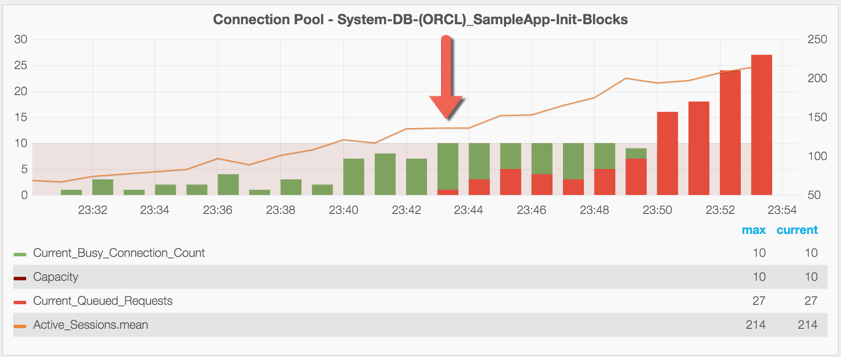 Connection Pool - System-DB-(ORCL)_SampleApp-Init-Blocks
30 250
25
20 200
15 150
10
100
5
0 50
23:32 23:34 23:36 23:38 23:40 23:42 23:44 23:46 23:48 23:50 23:52 23:54
max current
Current_Busy_Connection_Count 10 10
Capacity 10 10
Current_Queued_Requests 27 27
Active_Sessions.mean 214 214